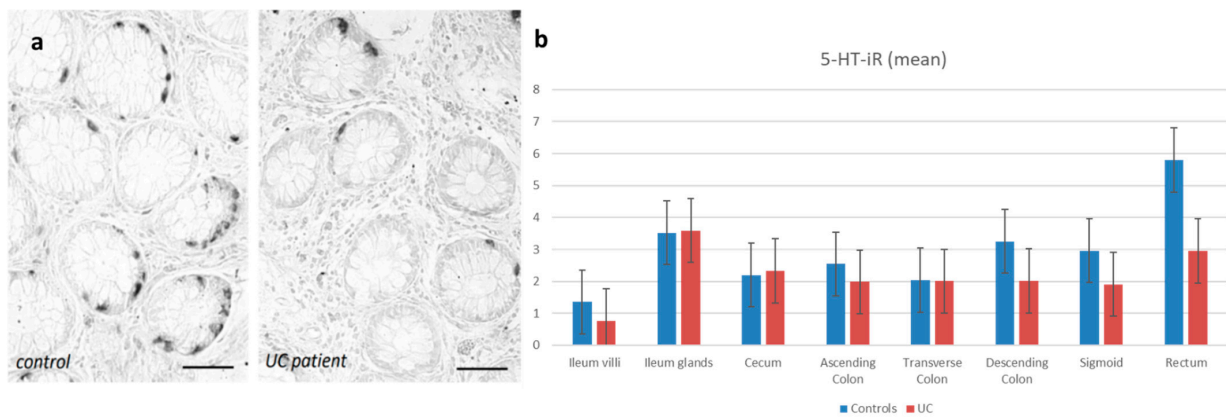 a
control
UC patient
b
5-HT-iR (mean)
8
7
6
5
4
3
2
1
0
Ileum villi
Ileum glands
Cecum
Ascending
Colon
Transverse
Colon
Descending
Colon
Sigmoid
Rectum
Controls
UC